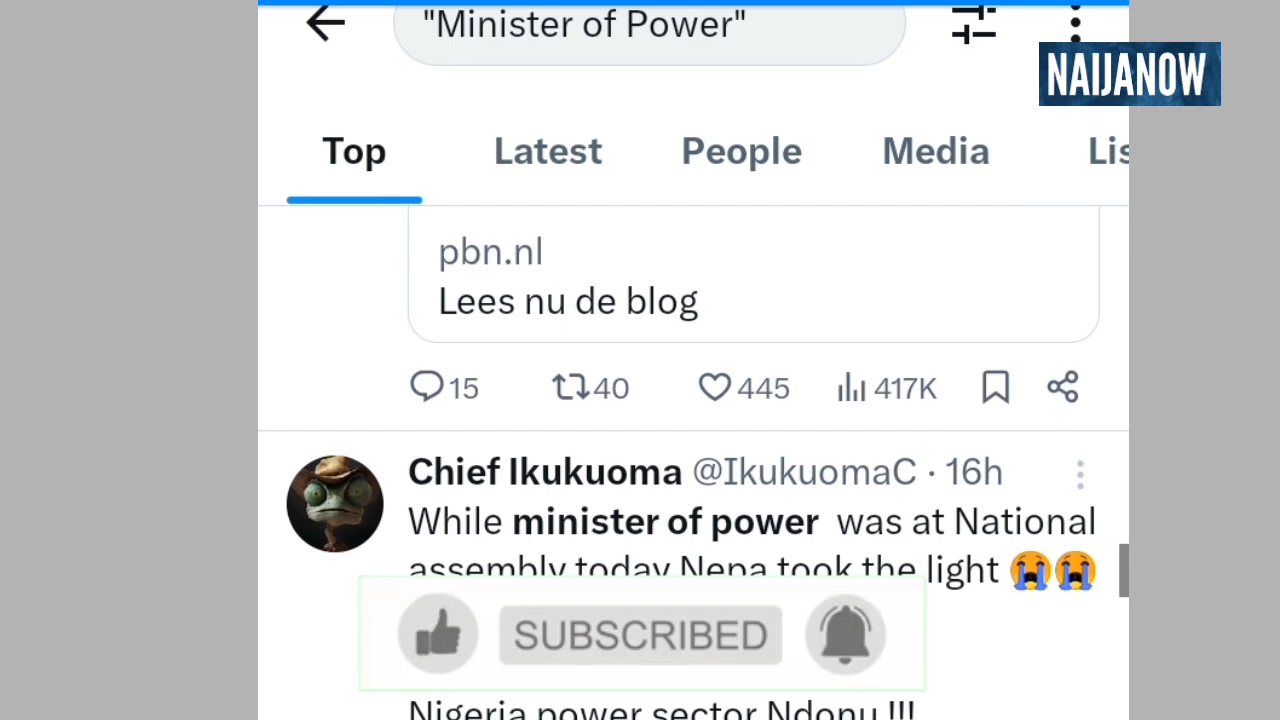 "Minister of Power"
NAIJANOW
Top Latest People Media Lis
pbn.nl
Lees nu de blog
15 40 445 417K
Chief Ikukuoma @IkukuomaC · 16h
While minister of power was at National
assembly today Nepa took the light 😭😭
SUBSCRIBED
Nigeria power sector Ndonu !!!